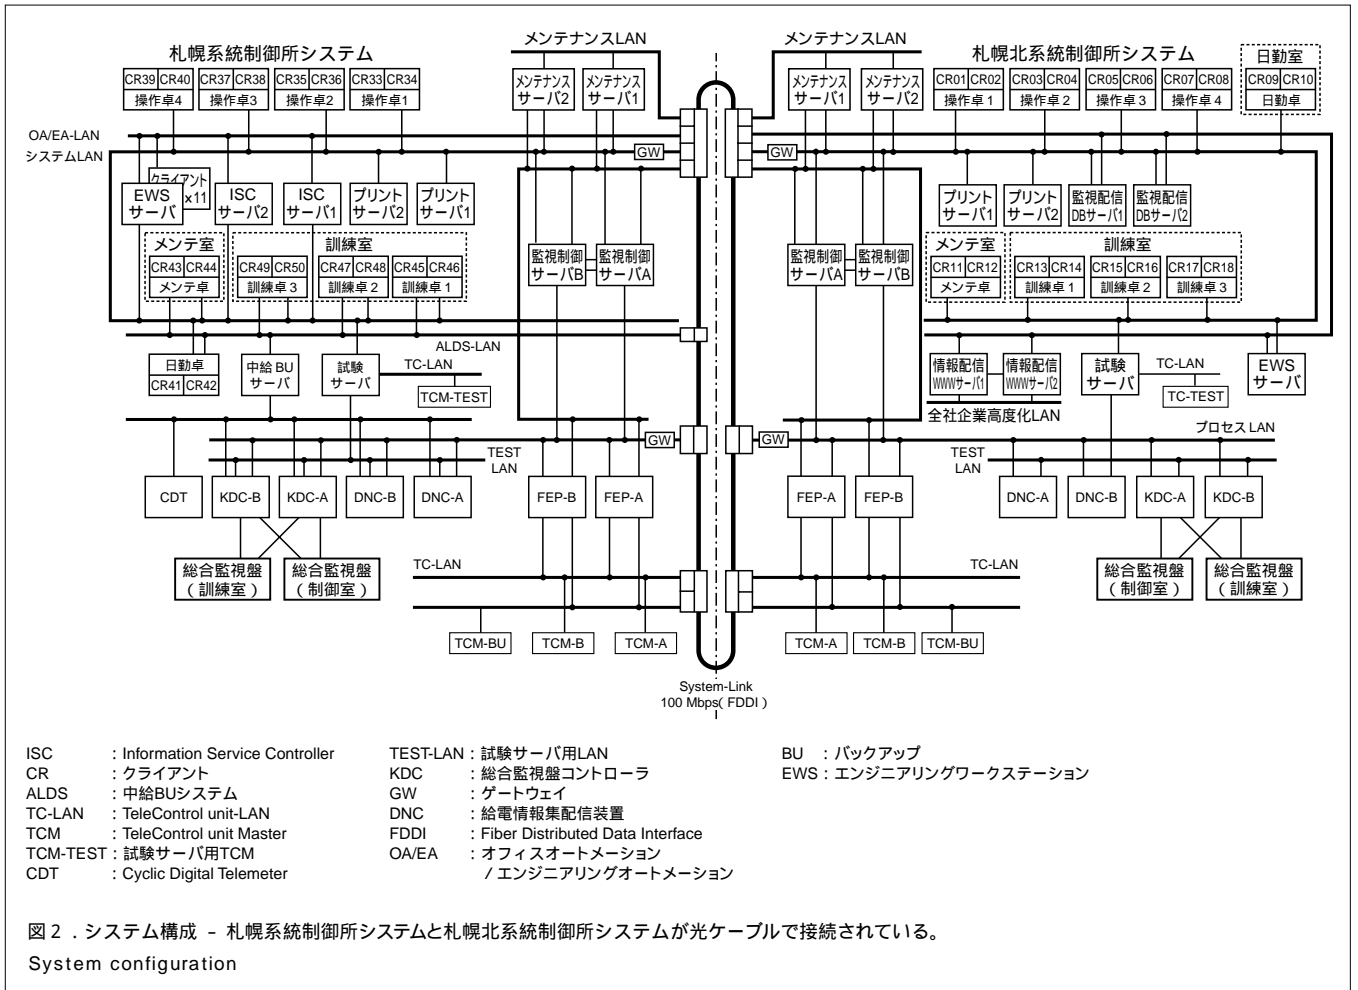 札幌系統制御所システム
メンテナンスLAN
メンテナンスLAN
札幌北系統制御所システム
日勤室
CR39 CR40 CR37 CR38 CR35 CR36 CR33 CR34
操作卓4 操作卓3 操作卓2 操作卓1
メンテナンス サーバ2
メンテナンス サーバ1
メンテナンス サーバ1
メンテナンス サーバ2
CR01 CR02 CR03 CR04 CR05 CR06 CR07 CR08 CR09 CR10
操作卓1 操作卓2 操作卓3 操作卓4 日勤卓
OA/EA-LAN
システムLAN
GW
GW
クライアント ×11
EWS サーバ
ISC サーバ2
ISC サーバ1
プリント サーバ2
プリント サーバ1
プリント サーバ1
プリント サーバ2
監視配信 DBサーバ1
監視配信 DBサーバ2
メンテ室
訓練室
CR43 CR44 CR49 CR50 CR47 CR48 CR45 CR46
メンテ卓 訓練卓3 訓練卓2 訓練卓1
監視制御 サーバB
監視制御 サーバA
監視制御 サーバA
監視制御 サーバB
メンテ室
訓練室
CR11 CR12 CR13 CR14 CR15 CR16 CR17 CR18
メンテ卓 訓練卓1 訓練卓2 訓練卓3
ALDS-LAN
日勤卓
CR41 CR42
中給BU サーバ
試験 サーバ
TC-LAN
TCM-TEST
情報配信 WWWサーバ1
情報配信 WWWサーバ2
全社企業高度化LAN
試験 サーバ
TC-LAN
TC-TEST
EWS サーバ
GW
GW
プロセスLAN
TEST LAN
TEST LAN
CDT KDC-B KDC-A DNC-B DNC-A FEP-B FEP-A
FEP-A FEP-B DNC-A DNC-B KDC-A KDC-B
総合監視盤 (訓練室)
総合監視盤 (制御室)
TC-LAN
TC-LAN
総合監視盤 (制御室)
総合監視盤 (訓練室)
TCM-BU TCM-B TCM-A
TCM-A TCM-B TCM-BU
System-Link
100 Mbps(FDDI)
ISC : Information Service Controller
CR : クライアント
ALDS : 中給BUシステム
TC-LAN : TeleControl unit-LAN
TCM : TeleControl unit Master
TCM-TEST : 試験サーバ用TCM
CDT : Cyclic Digital Telemeter
TEST-LAN : 試験サーバ用LAN
KDC : 総合監視盤コントローラ
GW : ゲートウェイ
DNC : 給電情報集配信装置
FDDI : Fiber Distributed Data Interface
OA/EA : オフィスオートメーション
/エンジニアリングオートメーション
BU : バックアップ
EWS : エンジニアリングワークステーション
図2.システム構成 - 札幌系統制御所システムと札幌北系統制御所システムが光ケーブルで接続されている。
System configuration